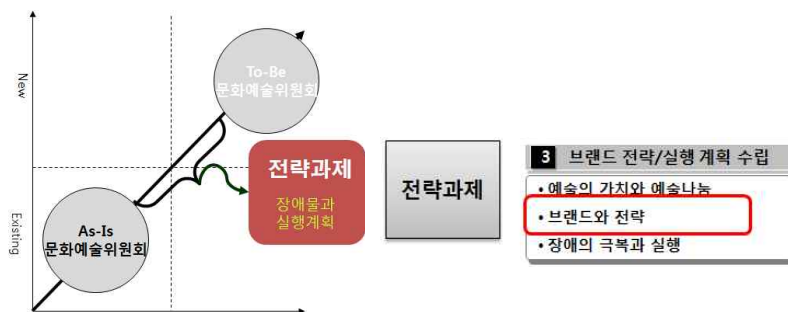 New
Existing
To-Be
문화예술위원회
As-Is
문화예술위원회
전략과제
장애물과
실행계획
전략과제
3 브랜드 전략/실행 계획 수립
• 예술의 가치와 예술나눔
• 브랜드와 전략
• 장애의 극복과 실행